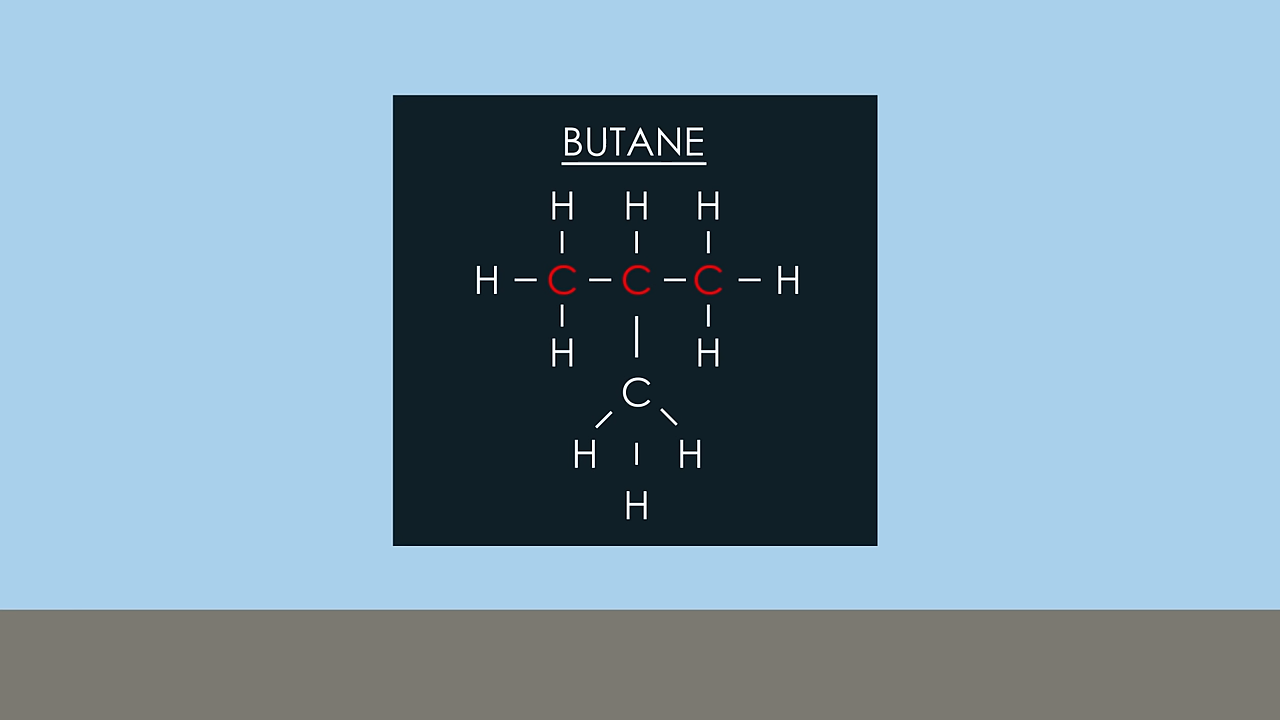 BUTANE
H H H
H – C – C – C – H
H H
C
H H
H